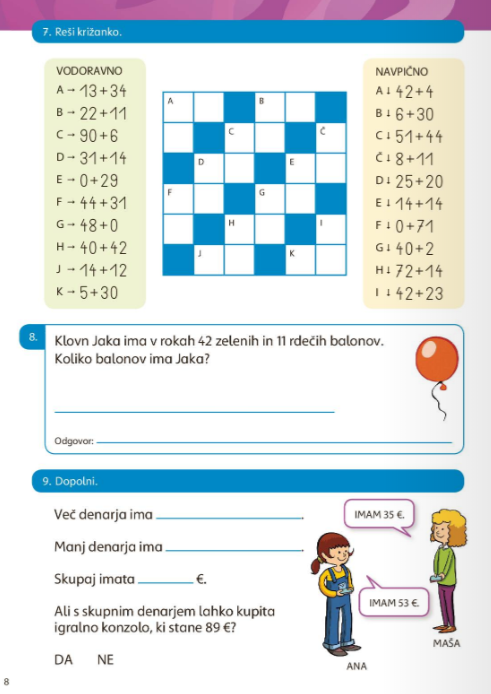 7. Reši križanko.
VODORAVNO
A → 13+34
B → 22+11
C → 90+6
D → 31+14
E → 0+29
F → 44+31
G → 48+0
H → 40+42
J → 14+12
K → 5+30
A
B
C
Č
D
E
F
G
H
I
J
K
NAVPIČNO
A ↓ 42+4
B ↓ 6+30
C ↓ 51+44
Č ↓ 8+11
D ↓ 25+20
E ↓ 14+14
F ↓ 0+71
G ↓ 40+2
H ↓ 72+14
I ↓ 42+23
8.
Klovn Jaka ima v rokah 42 zelenih in 11 rdečih balonov.
Koliko balonov ima Jaka?
Odgovor:
9. Dopolni.
Več denarja ima ____.
Manj denarja ima ____.
Skupaj imata ____ €.
Ali s skupnim denarjem lahko kupita
igralno konzolo, ki stane 89 €?
DA NE
IMAM 35 €.
IMAM 53 €.
MAŠA
ANA
8